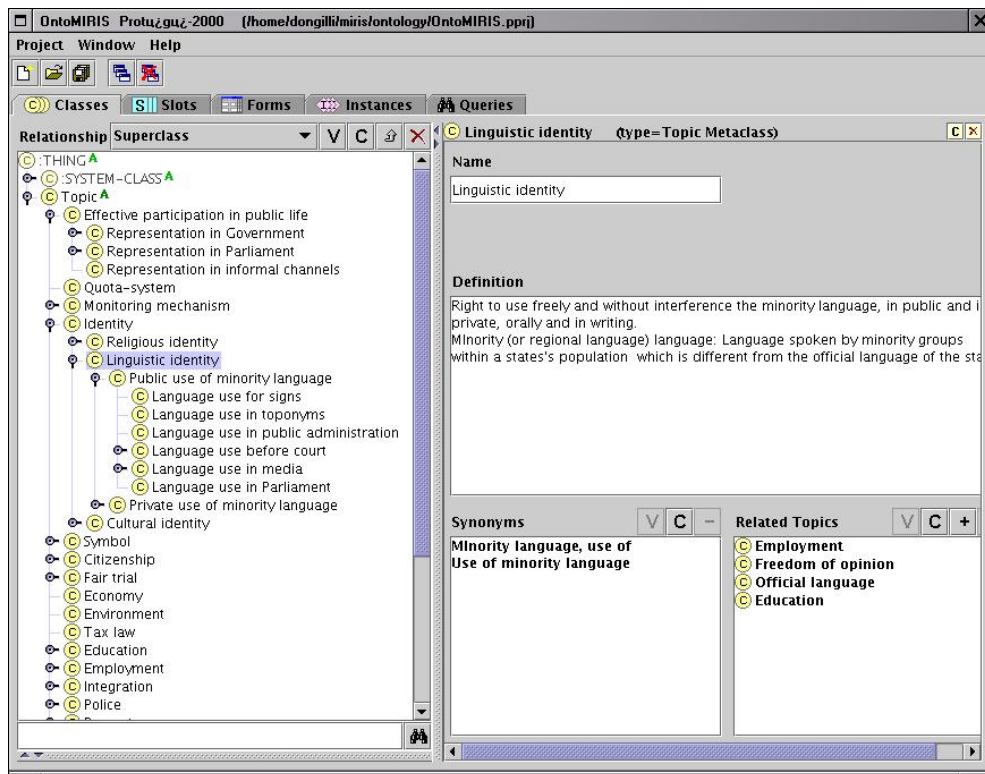 OntoMIRIS Protu¿gu¿-2000 (/home/dongilli/miris/ontology/OntoMIRIS.pprj)
Project Window Help
Classes Slots Forms Instances Queries
Relationship Superclass V C
:THING A
:SYSTEM-CLASS A
Topic A
Effective participation in public life
Representation in Government
Representation in Parliament
Representation in informal channels
Quota-system
Monitoring mechanism
Identity
Religious identity
Linguistic identity
Public use of minority language
Language use for signs
Language use in toponyms
Language use in public administration
Language use before court
Language use in media
Language use in Parliament
Private use of minority language
Cultural identity
Symbol
Citizenship
Fair trial
Economy
Environment
Tax law
Education
Employment
Integration
Police
Linguistic identity (type=Topic Metaclass)
Name
Linguistic identity
Definition
Right to use freely and without interference the minority language, in public and i
private, orally and in writing.
MInority (or regional language) language: Language spoken by minority groups
within a states's population which is different from the official language of the sta
Synonyms V C -
MInority language, use of
Use of minority language
Related Topics V C +
Employment
Freedom of opinion
Official language
Education